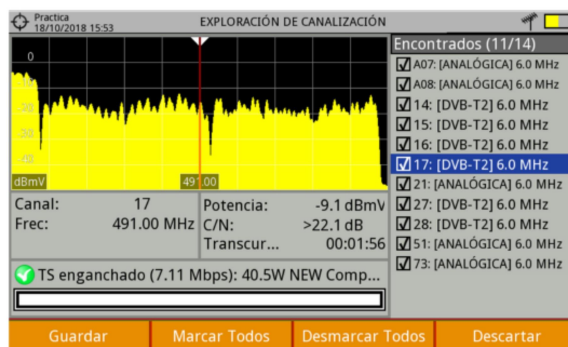 Practica
18/10/2018 15:53
EXPLORACIÓN DE CANALIZACIÓN
0
-20
dBmV
491.00
Canal: 17
Frec: 491.00 MHz
Potencia: -9.1 dBmV
C/N: >22.1 dB
Transcur... 00:01:56
TS enganchado (7.11 Mbps): 40.5W NEW Comp...
Encontrados (11/14)
A07: [ANALÓGICA] 6.0 MHz
A08: [ANALÓGICA] 6.0 MHz
14: [DVB-T2] 6.0 MHz
15: [DVB-T2] 6.0 MHz
16: [DVB-T2] 6.0 MHz
17: [DVB-T2] 6.0 MHz
21: [ANALÓGICA] 6.0 MHz
27: [DVB-T2] 6.0 MHz
28: [DVB-T2] 6.0 MHz
51: [ANALÓGICA] 6.0 MHz
73: [ANALÓGICA] 6.0 MHz
Guardar
Marcar Todos
Desmarcar Todos
Descartar